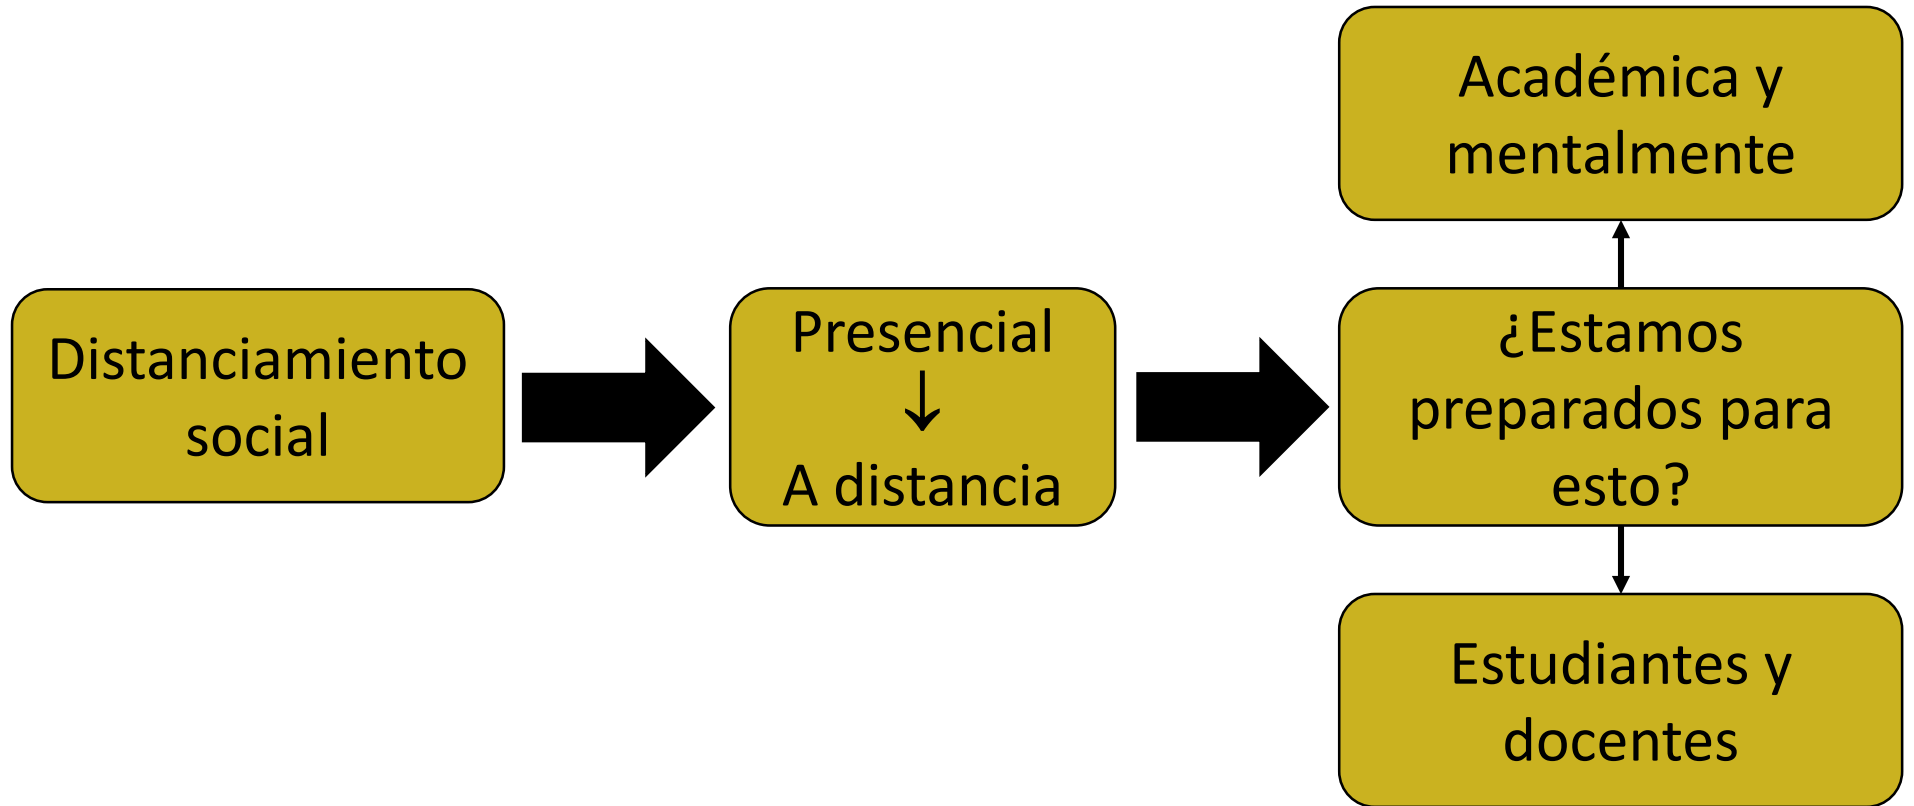 Distanciamiento
social
Presencial
↓
A distancia
Académica y
mentalmente
¿Estamos
preparados para
esto?
Estudiantes y
docentes